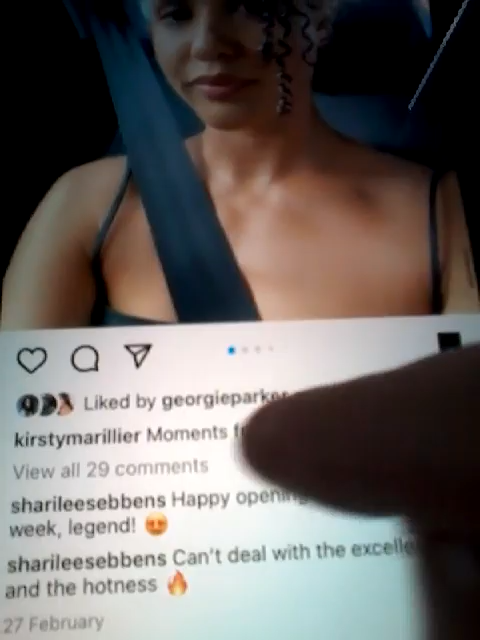 Liked by georgieparker
kirstymarillier Moments
View all 29 comments
sharileesebbens Happy opening
week, legend! 😍
sharileesebbens Can't deal with the
and the hotness 🔥
27 February